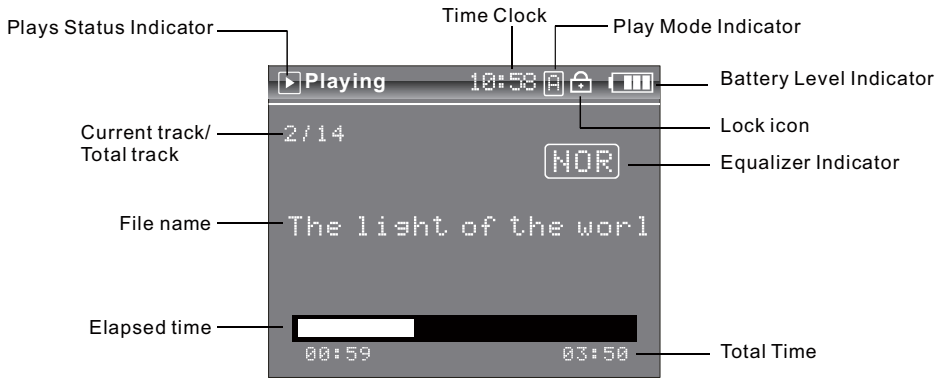 Time Clock
Plays Status Indicator
Play Mode Indicator
Playing 10:58 A
Battery Level Indicator
Current track/
Total track
2/14
Lock icon
NOR
Equalizer Indicator
File name
The light of the worl
Elapsed time
00:59 03:50
Total Time